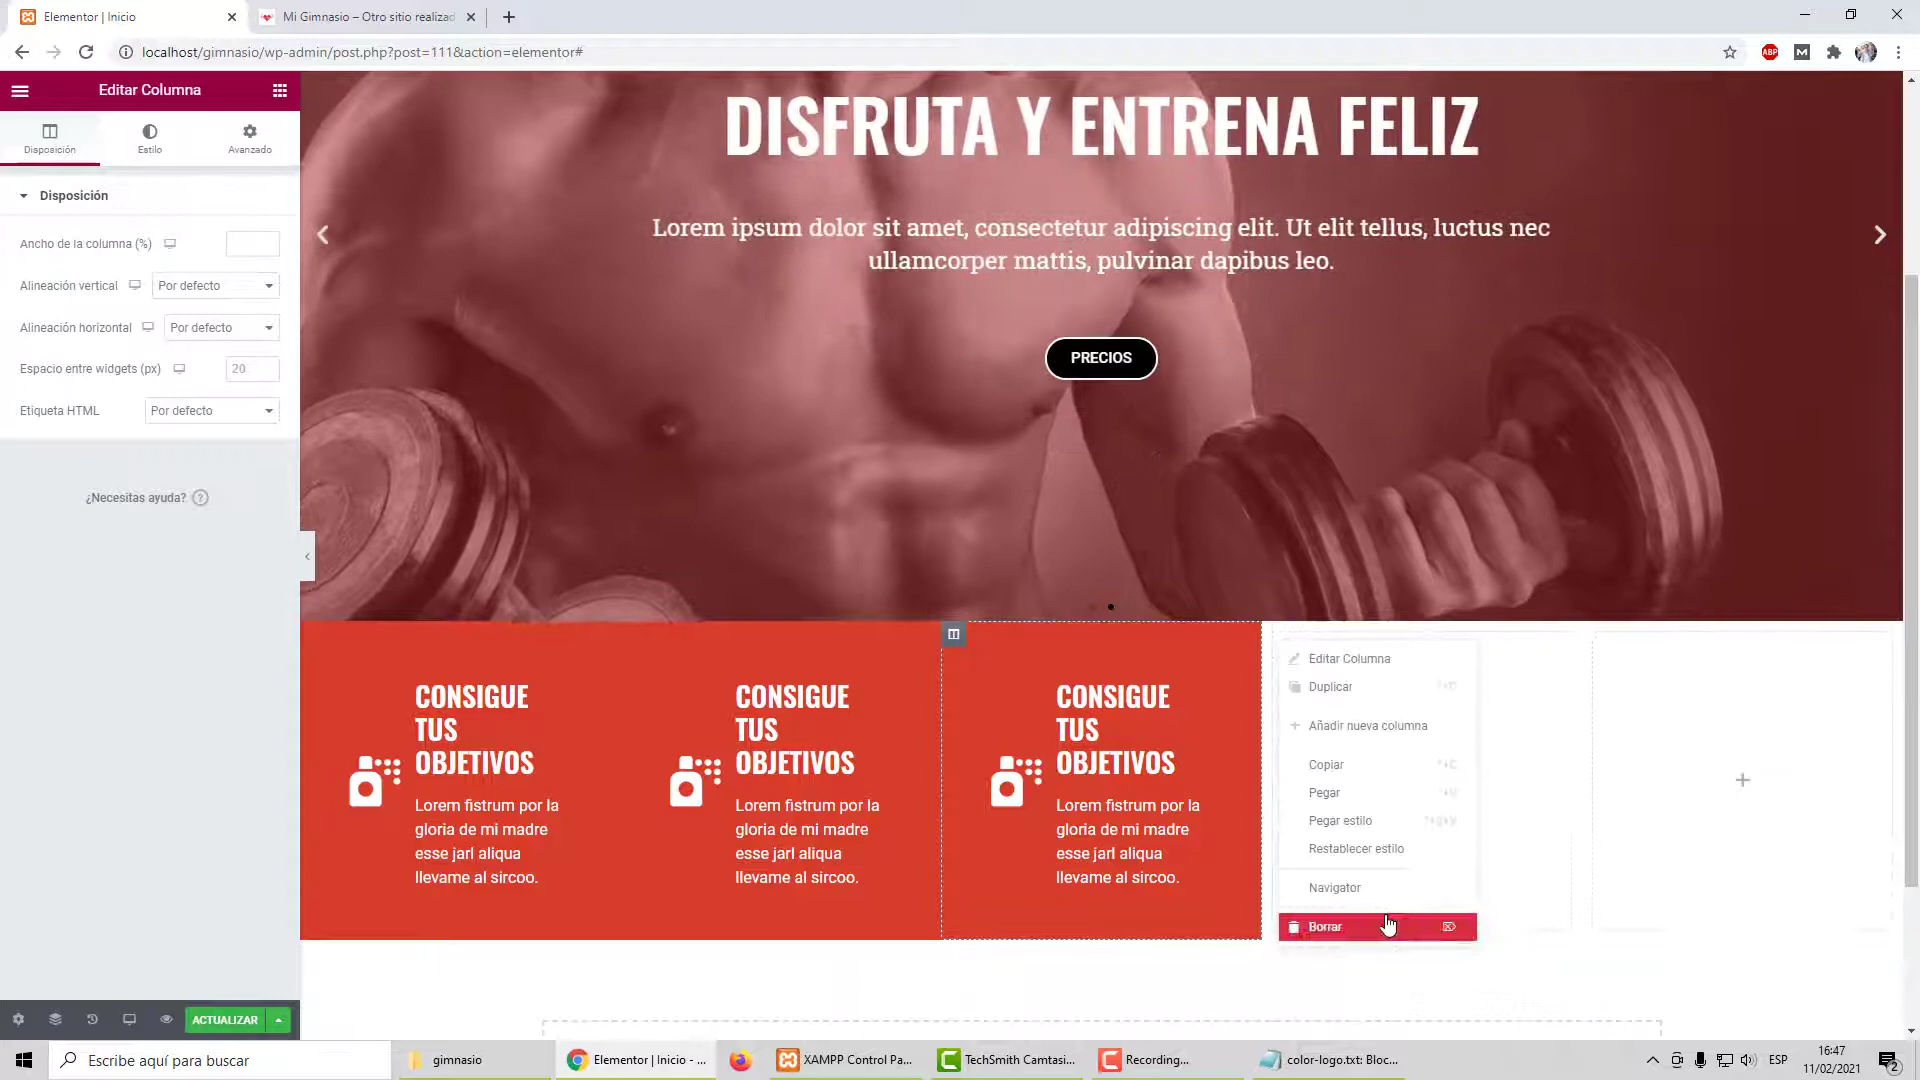 Elementor | Inicio
Mi Gimnasio – Otro sitio realizad
localhost/gimnasio/wp-admin/post.php?post=111&action=elementor#
ABP
M
Editar Columna
Disposición
Estilo
Avanzado
Disposición
Ancho de la columna (%)
Alineación vertical
Por defecto
Alineación horizontal
Por defecto
Espacio entre widgets (px)
20
Etiqueta HTML
Por defecto
¿Necesitas ayuda? ?
ACTUALIZAR
DISFRUTA Y ENTRENA FELIZ
Lorem ipsum dolor sit amet, consectetur adipiscing elit. Ut elit tellus, luctus nec
ullamcorper mattis, pulvinar dapibus leo.
PRECIOS
CONSIGUE
TUS
OBJETIVOS
Lorem fistrum por la
gloria de mi madre
esse jarl aliqua
llevame al sircoo.
CONSIGUE
TUS
OBJETIVOS
Lorem fistrum por la
gloria de mi madre
esse jarl aliqua
llevame al sircoo.
CONSIGUE
TUS
OBJETIVOS
Lorem fistrum por la
gloria de mi madre
esse jarl aliqua
llevame al sircoo.
Editar Columna
Duplicar
Añadir nueva columna
Copiar
Pegar
Pegar estilo
Restablecer estilo
Navigator
Borrar
Escribe aquí para buscar
gimnasio
Elementor | Inicio - ...
XAMPP Control Pa...
TechSmith Camtasi...
Recording...
color-logo.txt: Bloc...
ESP
16:47
11/02/2021
2